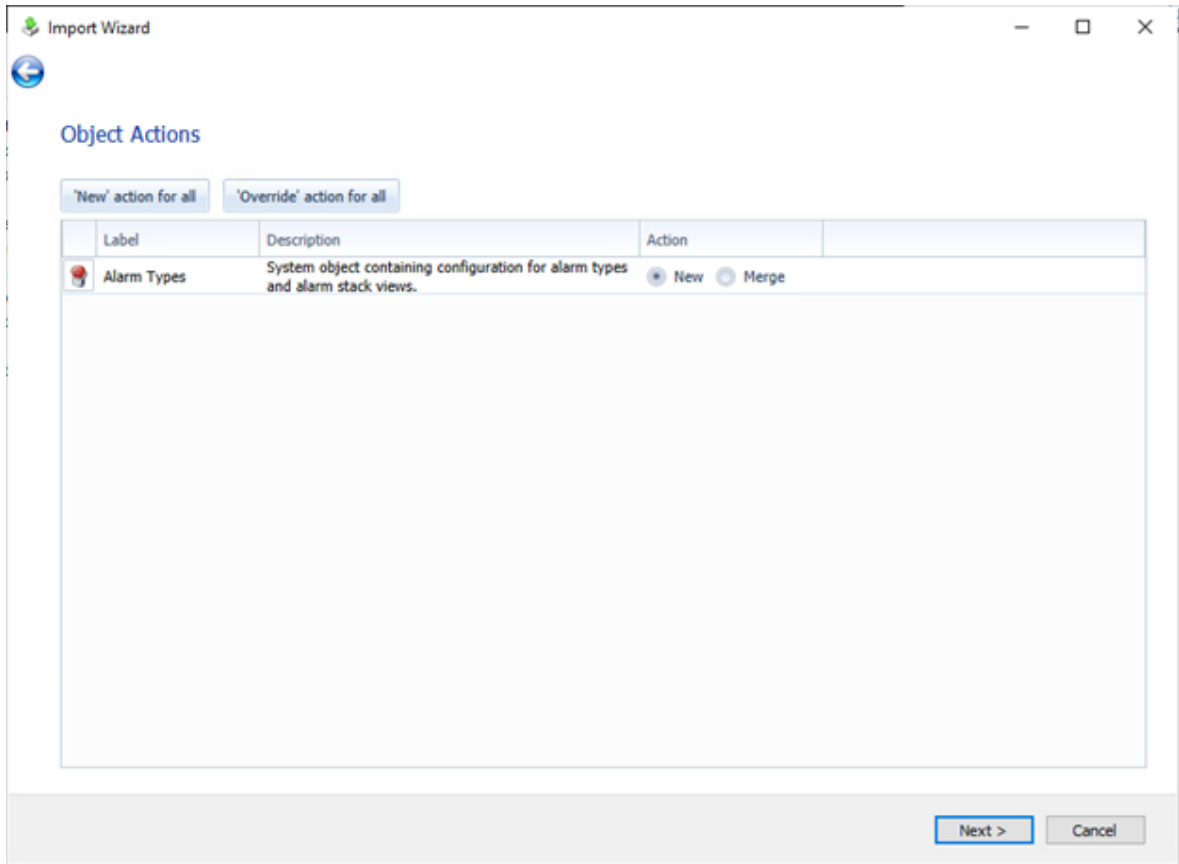 Import Wizard
Object Actions
'New' action for all 'Override' action for all
Label Description Action
Alarm Types System object containing configuration for alarm types and alarm stack views. New Merge
Next > Cancel